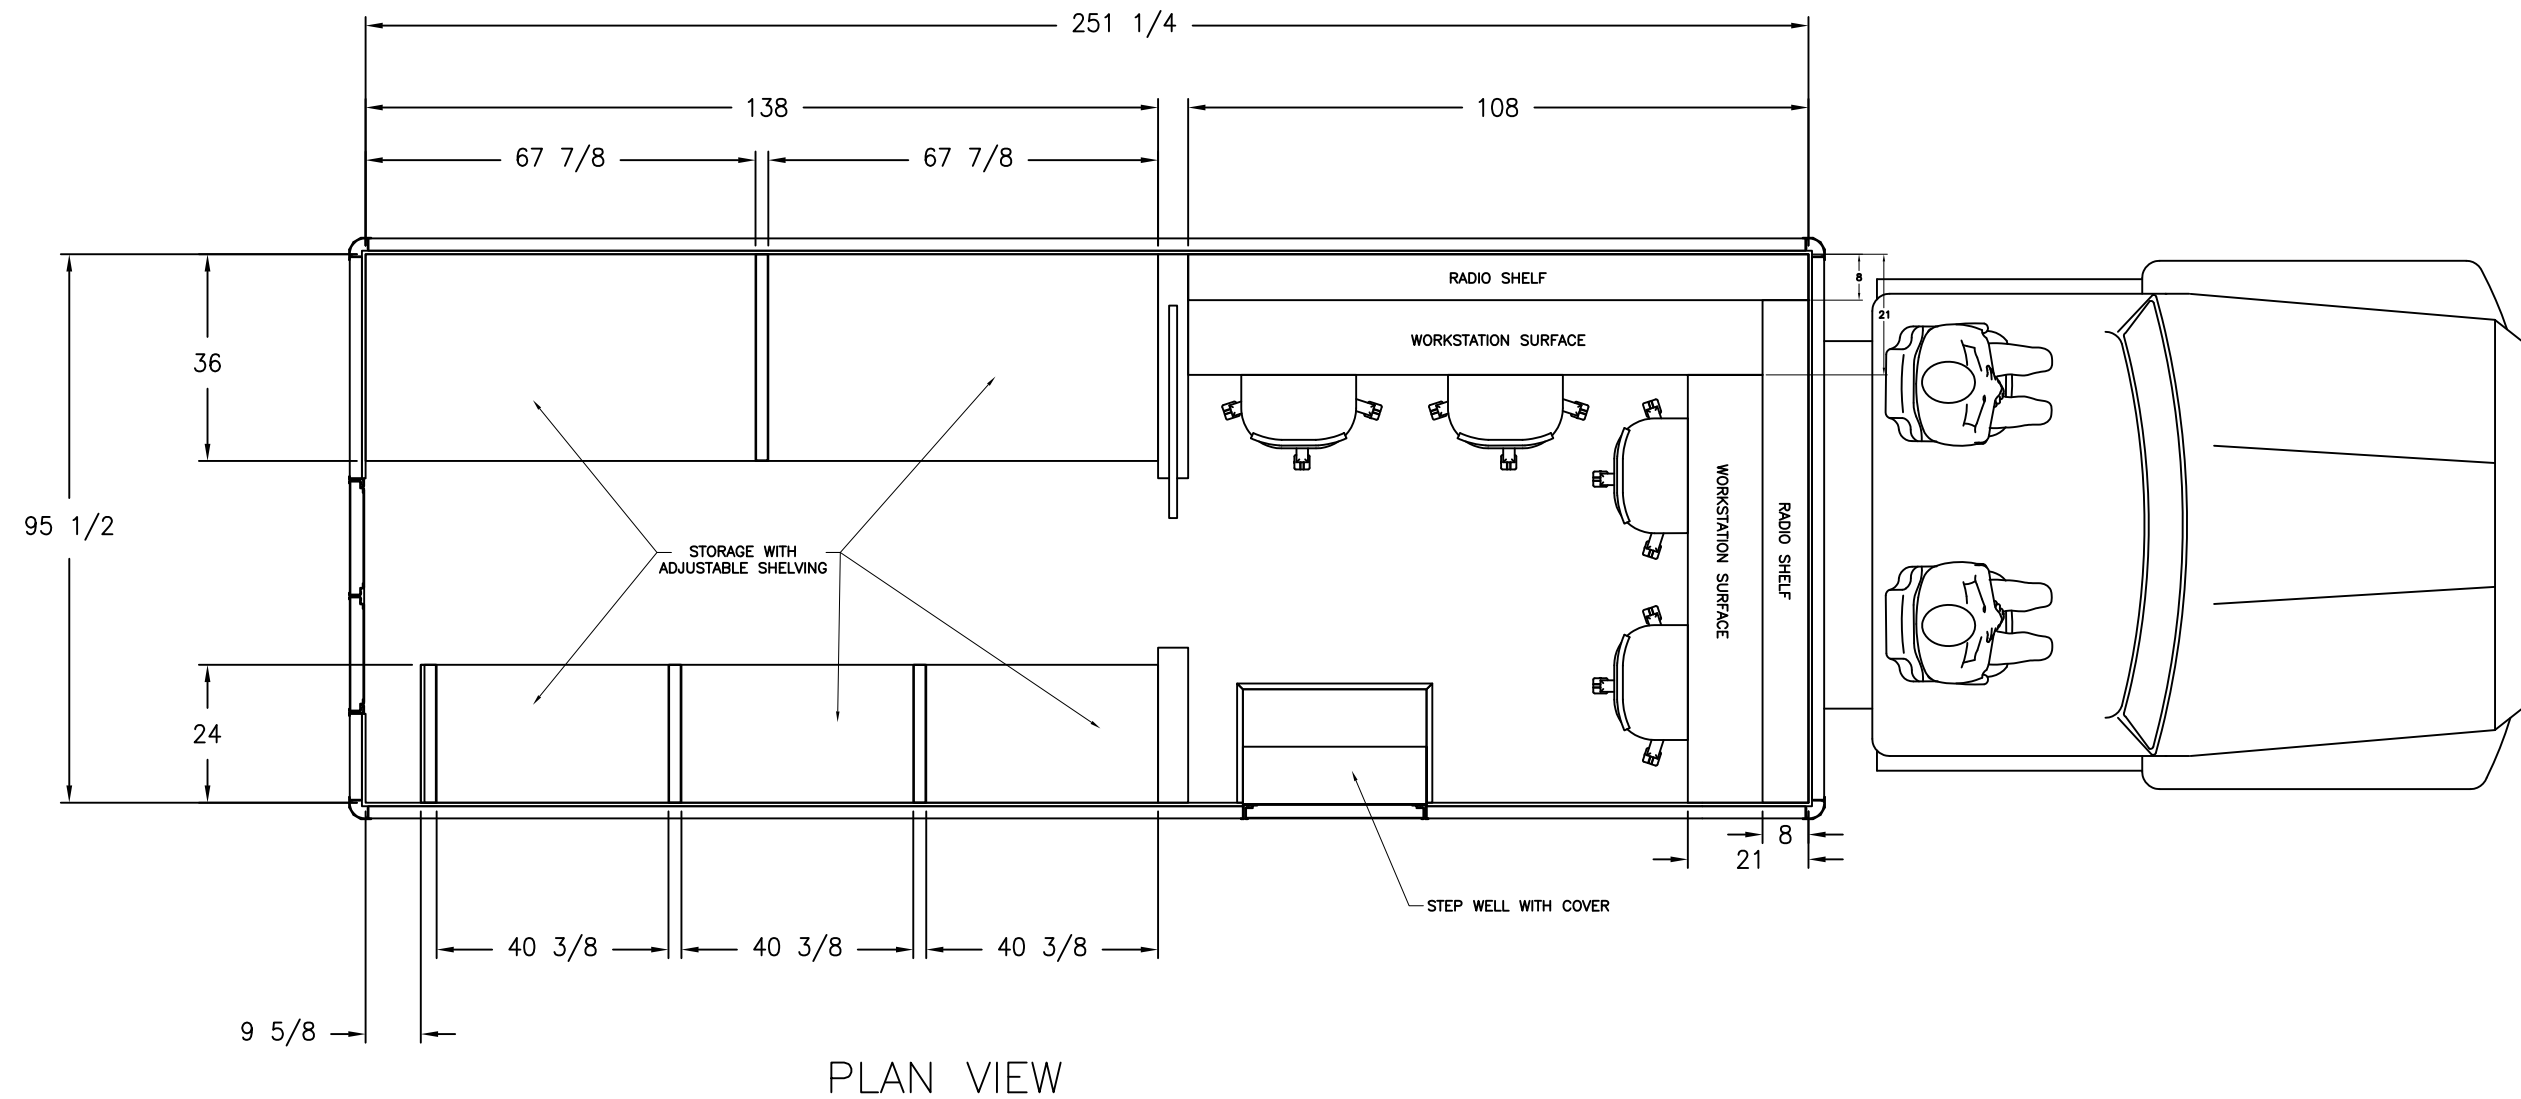 251 1/4
138
108
67 7/8
67 7/8
RADIO SHELF
8
21
WORKSTATION SURFACE
36
95 1/2
WORKSTATION SURFACE
RADIO SHELF
STORAGE WITH
ADJUSTABLE SHELVING
24
8
21
STEP WELL WITH COVER
40 3/8
40 3/8
40 3/8
9 5/8
PLAN VIEW